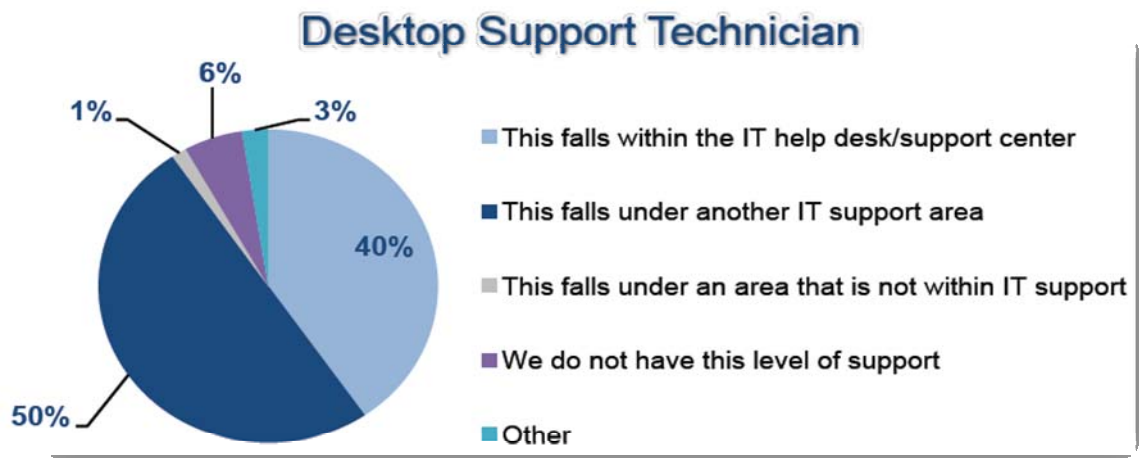 Desktop Support Technician
6%
1%
3%
40%
50%
This falls within the IT help desk/support center
This falls under another IT support area
This falls under an area that is not within IT support
We do not have this level of support
Other